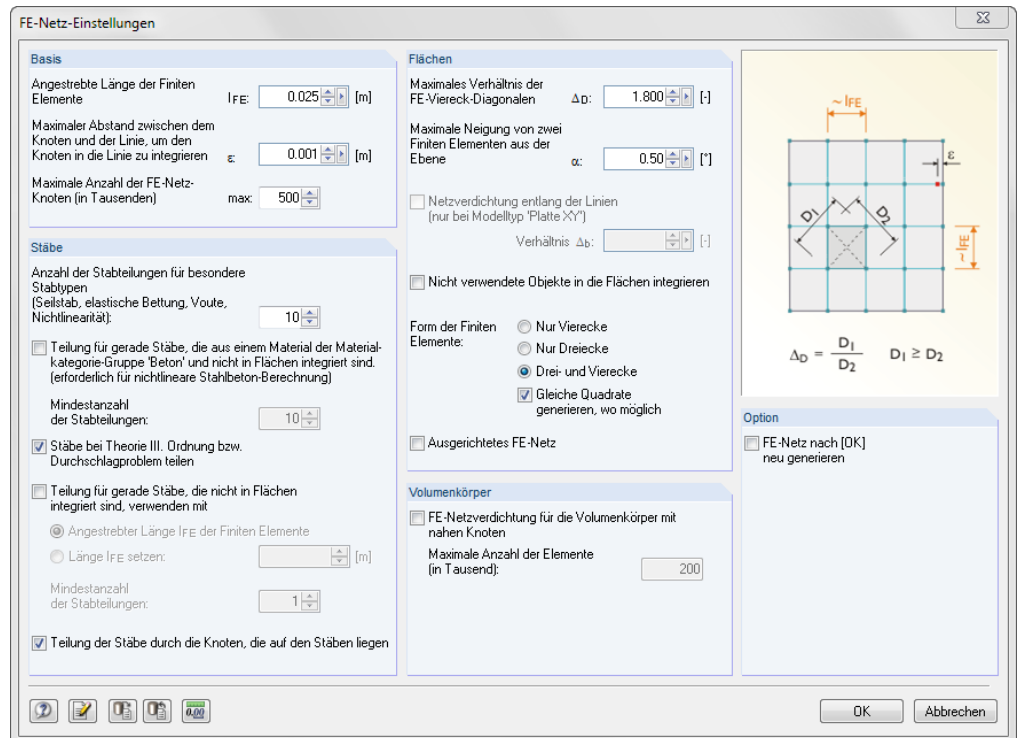 FE-Netz-Einstellungen
Basis
Angestrebte Länge der Finiten
Elemente lFE: 0.025 [m]
Maximaler Abstand zwischen dem
Knoten und der Linie, um den
Knoten in die Linie zu integrieren ε: 0.001 [m]
Maximale Anzahl der FE-Netz-
Knoten (in Tausenden) max: 500
Stäbe
Anzahl der Stabteilungen für besondere
Stabtypen
(Seilstab, elastische Bettung, Voute,
Nichtlinearität): 10
Teilung für gerade Stäbe, die aus einem Material der Material-
kategorie-Gruppe 'Beton' und nicht in Flächen integriert sind.
(erforderlich für nichtlineare Stahlbeton-Berechnung)
Mindestanzahl
der Stabteilungen: 10
Stäbe bei Theorie III. Ordnung bzw.
Durchschlagproblem teilen
Teilung für gerade Stäbe, die nicht in Flächen
integriert sind, verwenden mit
Angestrebter Länge lFE der Finiten Elemente
Länge lFE setzen: [m]
Mindestanzahl
der Stabteilungen: 1
Teilung der Stäbe durch die Knoten, die auf den Stäben liegen
Flächen
Maximales Verhältnis der
FE-Viereck-Diagonalen ΔD: 1.800 [-]
Maximale Neigung von zwei
Finiten Elementen aus der
Ebene α: 0.50 [°]
Netzverdichtung entlang der Linien
(nur bei Modelltyp 'Platte XY')
Verhältnis Δb: [-]
Nicht verwendete Objekte in die Flächen integrieren
Form der Finiten
Elemente:
Nur Vierecke
Nur Dreiecke
Drei- und Vierecke
Gleiche Quadrate
generieren, wo möglich
Ausgerichtetes FE-Netz
Volumenkörper
FE-Netzverdichtung für die Volumenkörper mit
nahen Knoten
Maximale Anzahl der Elemente
(in Tausend): 200
~ lFE
ε
D1
D2
~ lFE
ΔD = D1 / D2 D1 ≥ D2
Option
FE-Netz nach [OK]
neu generieren
0.00
OK
Abbrechen